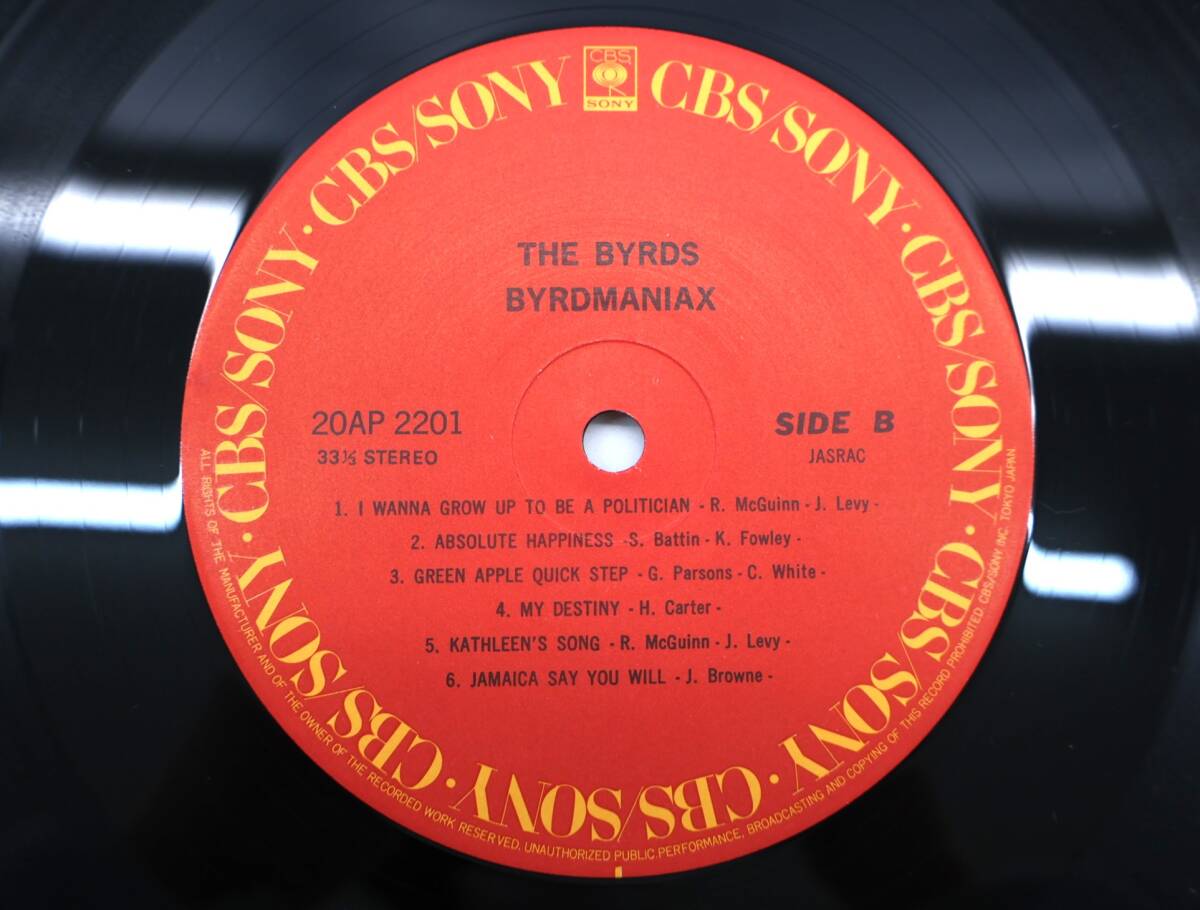 CBS
SONY
CBS/SONY · CBS/SONY · CBS/SONY · CBS/SONY · CBS/SONY · CBS/SONY · CBS/SONY · CBS/SONY
THE BYRDS
BYRDMANIAX
20AP 2201
33⅓ STEREO
SIDE B
JASRAC
1. I WANNA GROW UP TO BE A POLITICIAN - R. McGuinn - J. Levy -
2. ABSOLUTE HAPPINESS - S. Battin - K. Fowley -
3. GREEN APPLE QUICK STEP - G. Parsons - C. White -
4. MY DESTINY - H. Carter -
5. KATHLEEN'S SONG - R. McGuinn - J. Levy -
6. JAMAICA SAY YOU WILL - J. Browne -
ALL RIGHTS OF THE MANUFACTURER AND OF THE OWNER OF THE RECORDED WORK RESERVED. UNAUTHORIZED PUBLIC PERFORMANCE, BROADCASTING AND COPYING OF THIS RECORD PROHIBITED. CBS/SONY INC. TOKYO JAPAN